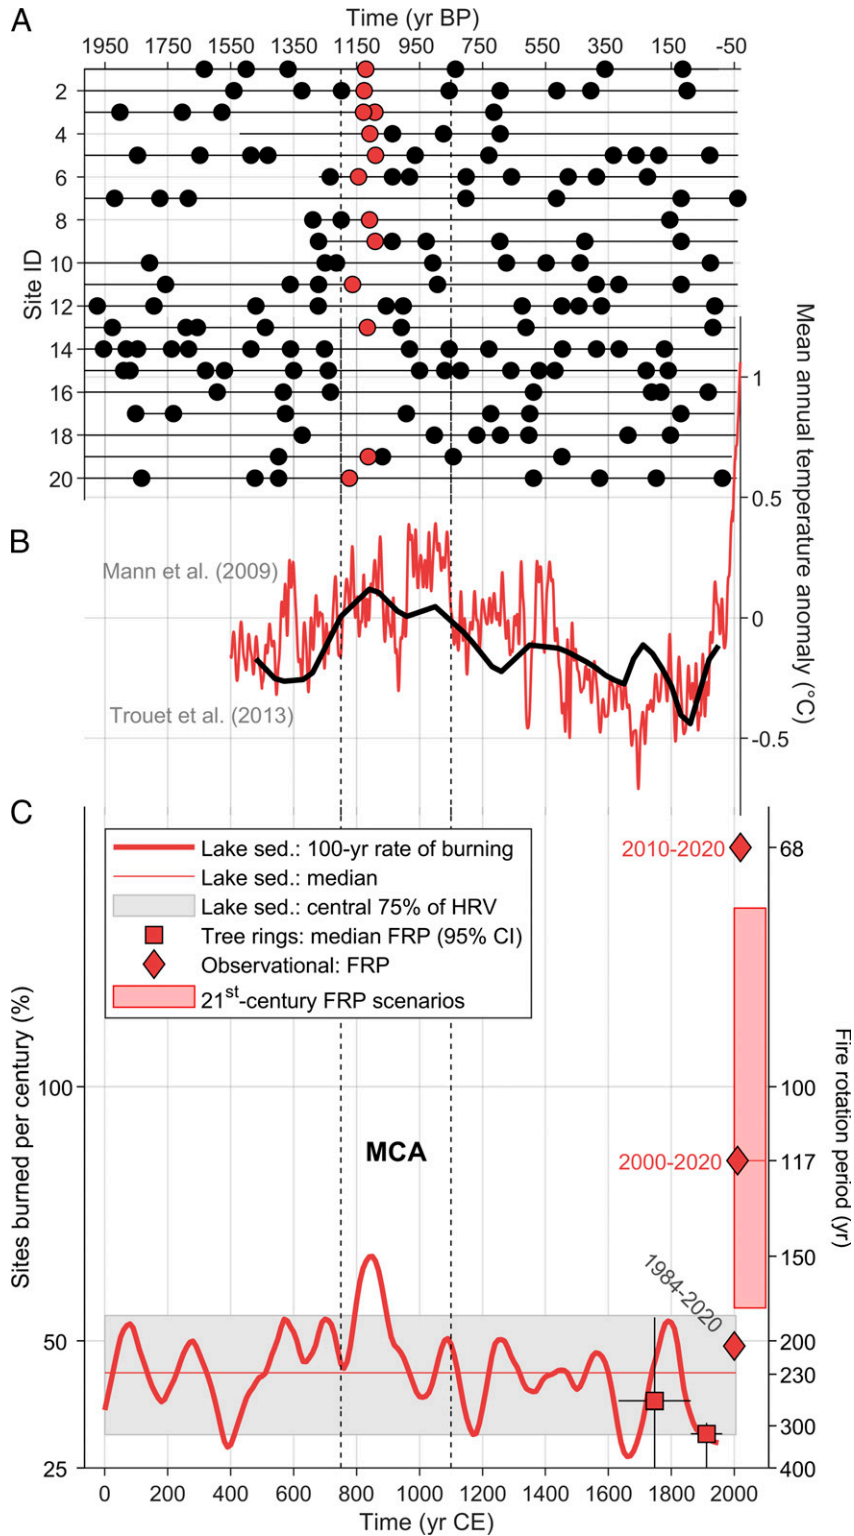 A
Time (yr BP)
1950 1750 1550 1350 1150 950 750 550 350 150 -50
Site ID
2
4
6
8
10
12
14
16
18
20
Mean annual temperature anomaly (°C)
1
0.5
0
-0.5
B
Mann et al. (2009)
Trouet et al. (2013)
C
Lake sed.: 100-yr rate of burning
Lake sed.: median
Lake sed.: central 75% of HRV
Tree rings: median FRP (95% CI)
Observational: FRP
21st-century FRP scenarios
2010-2020
2000-2020
1984-2020
MCA
Sites burned per century (%)
100
50
25
Fire rotation period (yr)
68
100
117
150
200
230
300
400
0 200 400 600 800 1000 1200 1400 1600 1800 2000
Time (yr CE)